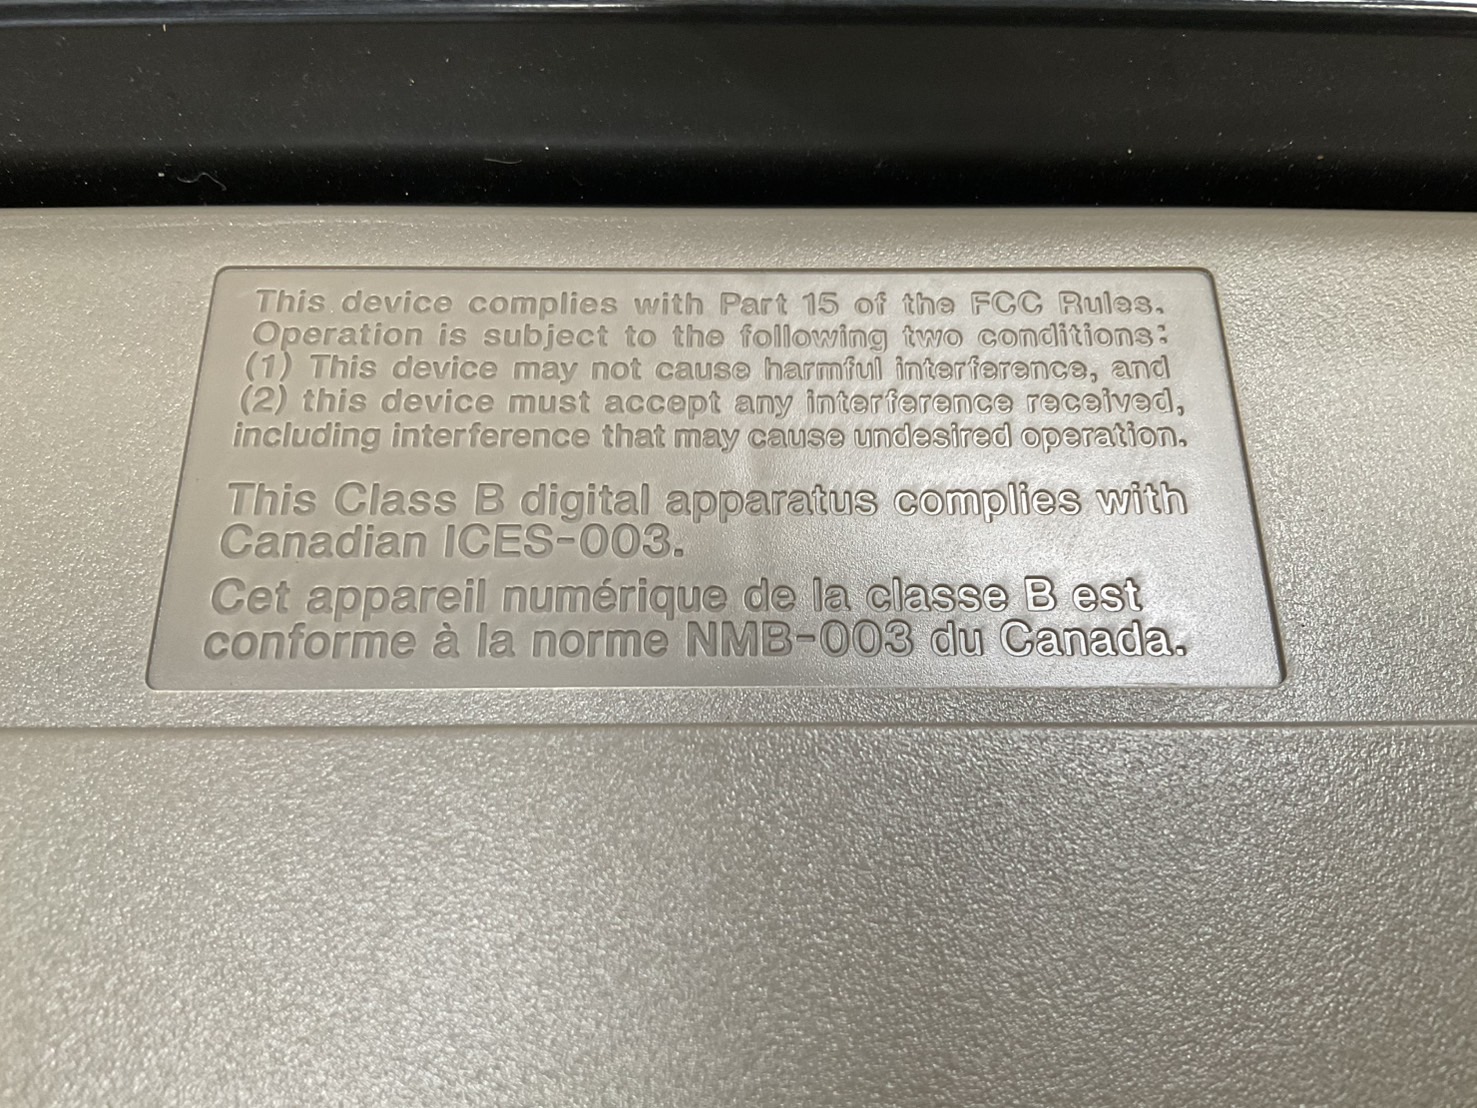 This device complies with Part 15 of the FCC Rules.
Operation is subject to the following two conditions:
(1) This device may not cause harmful interference, and
(2) this device must accept any interference received,
including interference that may cause undesired operation.
This Class B digital apparatus complies with
Canadian ICES-003.
Cet appareil numérique de la classe B est
conforme à la norme NMB-003 du Canada.